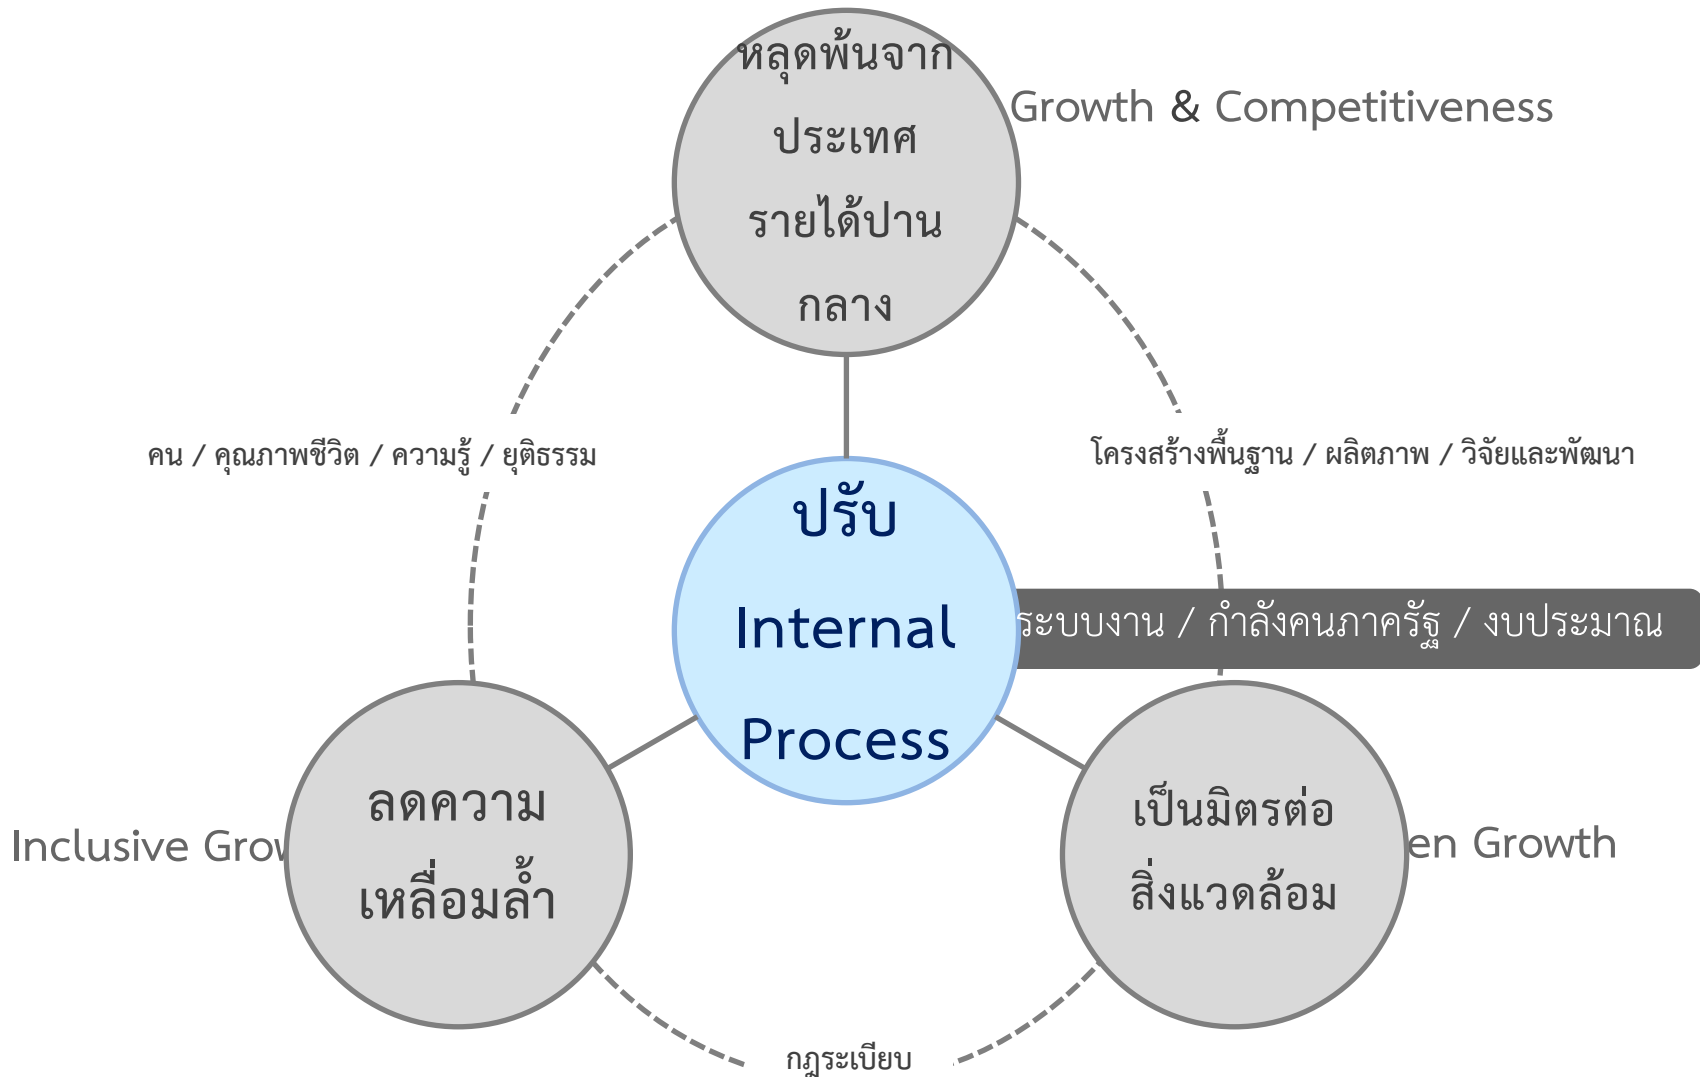 หลุดพ้นจาก
ประเทศ
รายได้ปาน
กลาง
Growth & Competitiveness
คน / คุณภาพชีวิต / ความรู้ / ยุติธรรม
โครงสร้างพื้นฐาน / ผลิตภาพ / วิจัยและพัฒนา
ปรับ
Internal
Process
ระบบงาน / กำลังคนภาครัฐ / งบประมาณ
Inclusive
ลดความ
เหลื่อมล้ำ
เป็นมิตรต่อ
สิ่งแวดล้อม
Growth
กฎระเบียบ